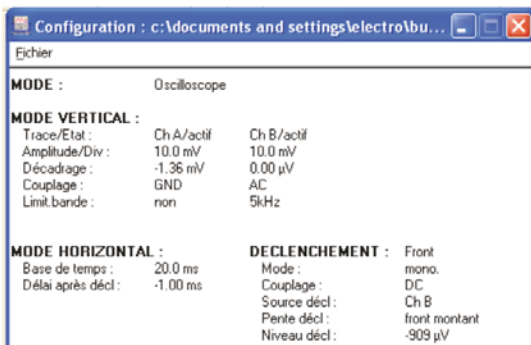 Configuration : c:\documents and settings\electro\bu...
Fichier
MODE : Oscilloscope
MODE VERTICAL :
Trace/Etat : Ch A/actif Ch B/actif
Amplitude/Div : 10.0 mV 10.0 mV
Décadrage : -1.36 mV 0.00 µV
Couplage : GND AC
Limit.bande : non 5kHz
MODE HORIZONTAL : DECLENCHEMENT : Front
Base de temps : 20.0 ms Mode : mono.
Délai après décl : -1.00 ms Couplage : DC
Source décl : Ch B
Pente décl : front montant
Niveau décl : -909 µV